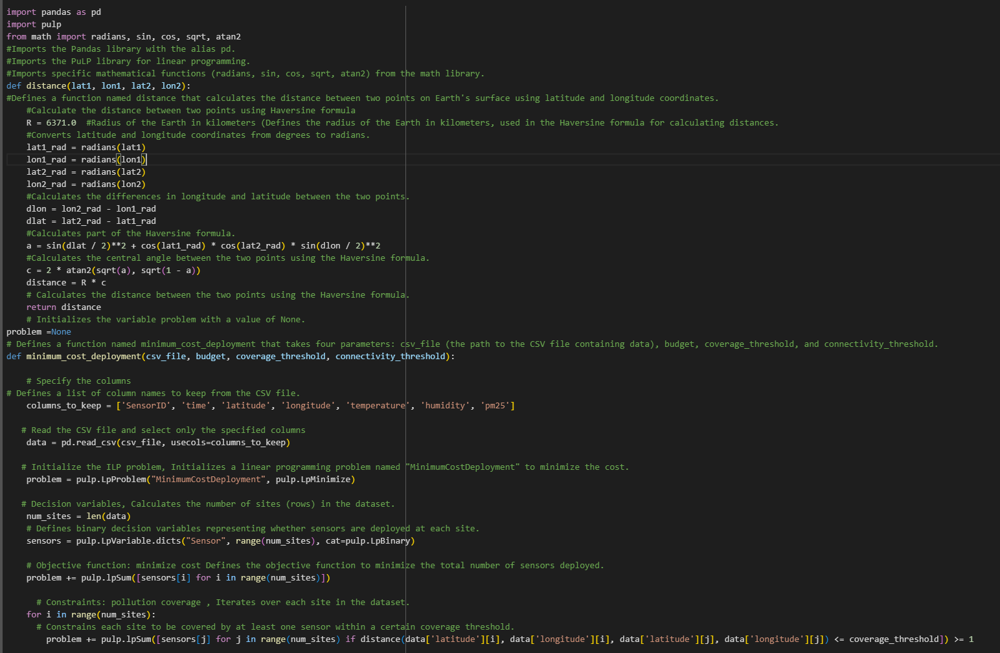 import pandas as pd
import pulp
from math import radians, sin, cos, sqrt, atan2
#Imports the Pandas library with the alias pd.
#Imports the PuLP library for linear programming.
#Imports specific mathematical functions (radians, sin, cos, sqrt, atan2) from the math library.
def distance(lat1, lon1, lat2, lon2):
#Defines a function named distance that calculates the distance between two points on Earth's surface using latitude and longitude coordinates.
    #Calculate the distance between two points using Haversine formula
    R = 6371.0  #Radius of the Earth in kilometers (Defines the radius of the Earth in kilometers, used in the Haversine formula for calculating distances.
    #Converts latitude and longitude coordinates from degrees to radians.
    lat1_rad = radians(lat1)
    lon1_rad = radians(lon1)
    lat2_rad = radians(lat2)
    lon2_rad = radians(lon2)
    #Calculates the differences in longitude and latitude between the two points.
    dlon = lon2_rad - lon1_rad
    dlat = lat2_rad - lat1_rad
    #Calculates part of the Haversine formula.
    a = sin(dlat / 2)**2 + cos(lat1_rad) * cos(lat2_rad) * sin(dlon / 2)**2
    #Calculates the central angle between the two points using the Haversine formula.
    c = 2 * atan2(sqrt(a), sqrt(1 - a))
    distance = R * c
    # Calculates the distance between the two points using the Haversine formula.
    return distance
    # Initializes the variable problem with a value of None.
problem =None
# Defines a function named minimum_cost_deployment that takes four parameters: csv_file (the path to the CSV file containing data), budget, coverage_threshold, and connectivity_threshold.
def minimum_cost_deployment(csv_file, budget, coverage_threshold, connectivity_threshold):
    # Specify the columns
# Defines a list of column names to keep from the CSV file.
    columns_to_keep = ['SensorID', 'time', 'latitude', 'longitude', 'temperature', 'humidity', 'pm25']
   # Read the CSV file and select only the specified columns
    data = pd.read_csv(csv_file, usecols=columns_to_keep)
   # Initialize the ILP problem, Initializes a linear programming problem named "MinimumCostDeployment" to minimize the cost.
    problem = pulp.LpProblem("MinimumCostDeployment", pulp.LpMinimize)
   # Decision variables, Calculates the number of sites (rows) in the dataset.
    num_sites = len(data)
    # Defines binary decision variables representing whether sensors are deployed at each site.
    sensors = pulp.LpVariable.dicts("Sensor", range(num_sites), cat=pulp.LpBinary)
    # Objective function: minimize cost Defines the objective function to minimize the total number of sensors deployed.
    problem += pulp.lpSum([sensors[i] for i in range(num_sites)])
      # Constraints: pollution coverage , Iterates over each site in the dataset.
    for i in range(num_sites):
      # Constrains each site to be covered by at least one sensor within a certain coverage threshold.
        problem += pulp.lpSum([sensors[j] for j in range(num_sites) if distance(data['latitude'][i], data['longitude'][i], data['latitude'][j], data['longitude'][j]) <= coverage_threshold]) >= 1